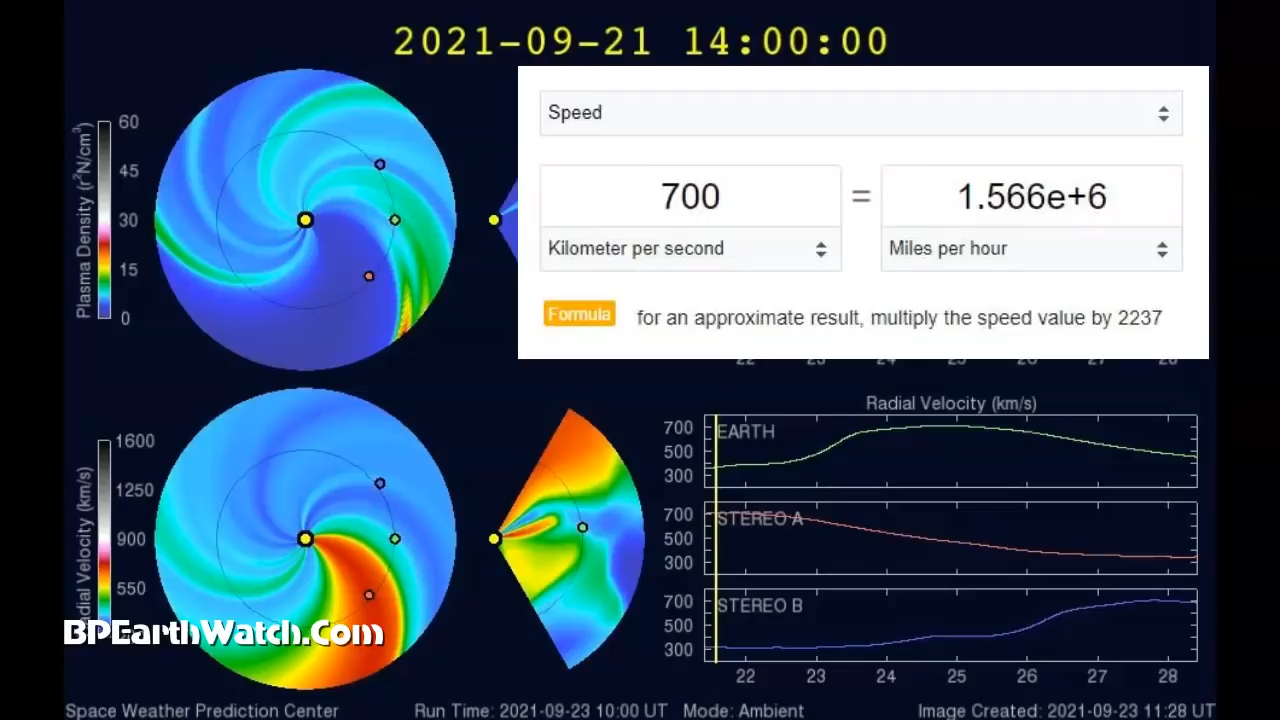 2021-09-21 14:00:00
Plasma Density (r²N/cm³)
60
45
30
15
0
Speed
700 = 1.566e+6
Kilometer per second
Miles per hour
Formula for an approximate result, multiply the speed value by 2237
22 23 24 25 26 27 28
Radial Velocity (km/s)
1600
1250
900
550
Radial Velocity (km/s)
EARTH
700
500
300
STEREO A
700
500
300
STEREO B
700
500
300
22 23 24 25 26 27 28
BPEarthWatch.Com
Space Weather Prediction Center
Run Time: 2021-09-23 10:00 UT Mode: Ambient
Image Created: 2021-09-23 11:28 UT